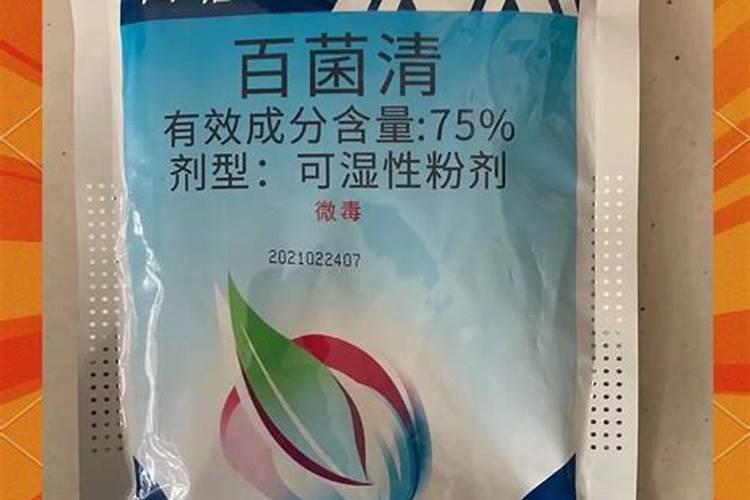 百菌清
有效成分含量:75%
剂型：可湿性粉剂
微毒
2021022407